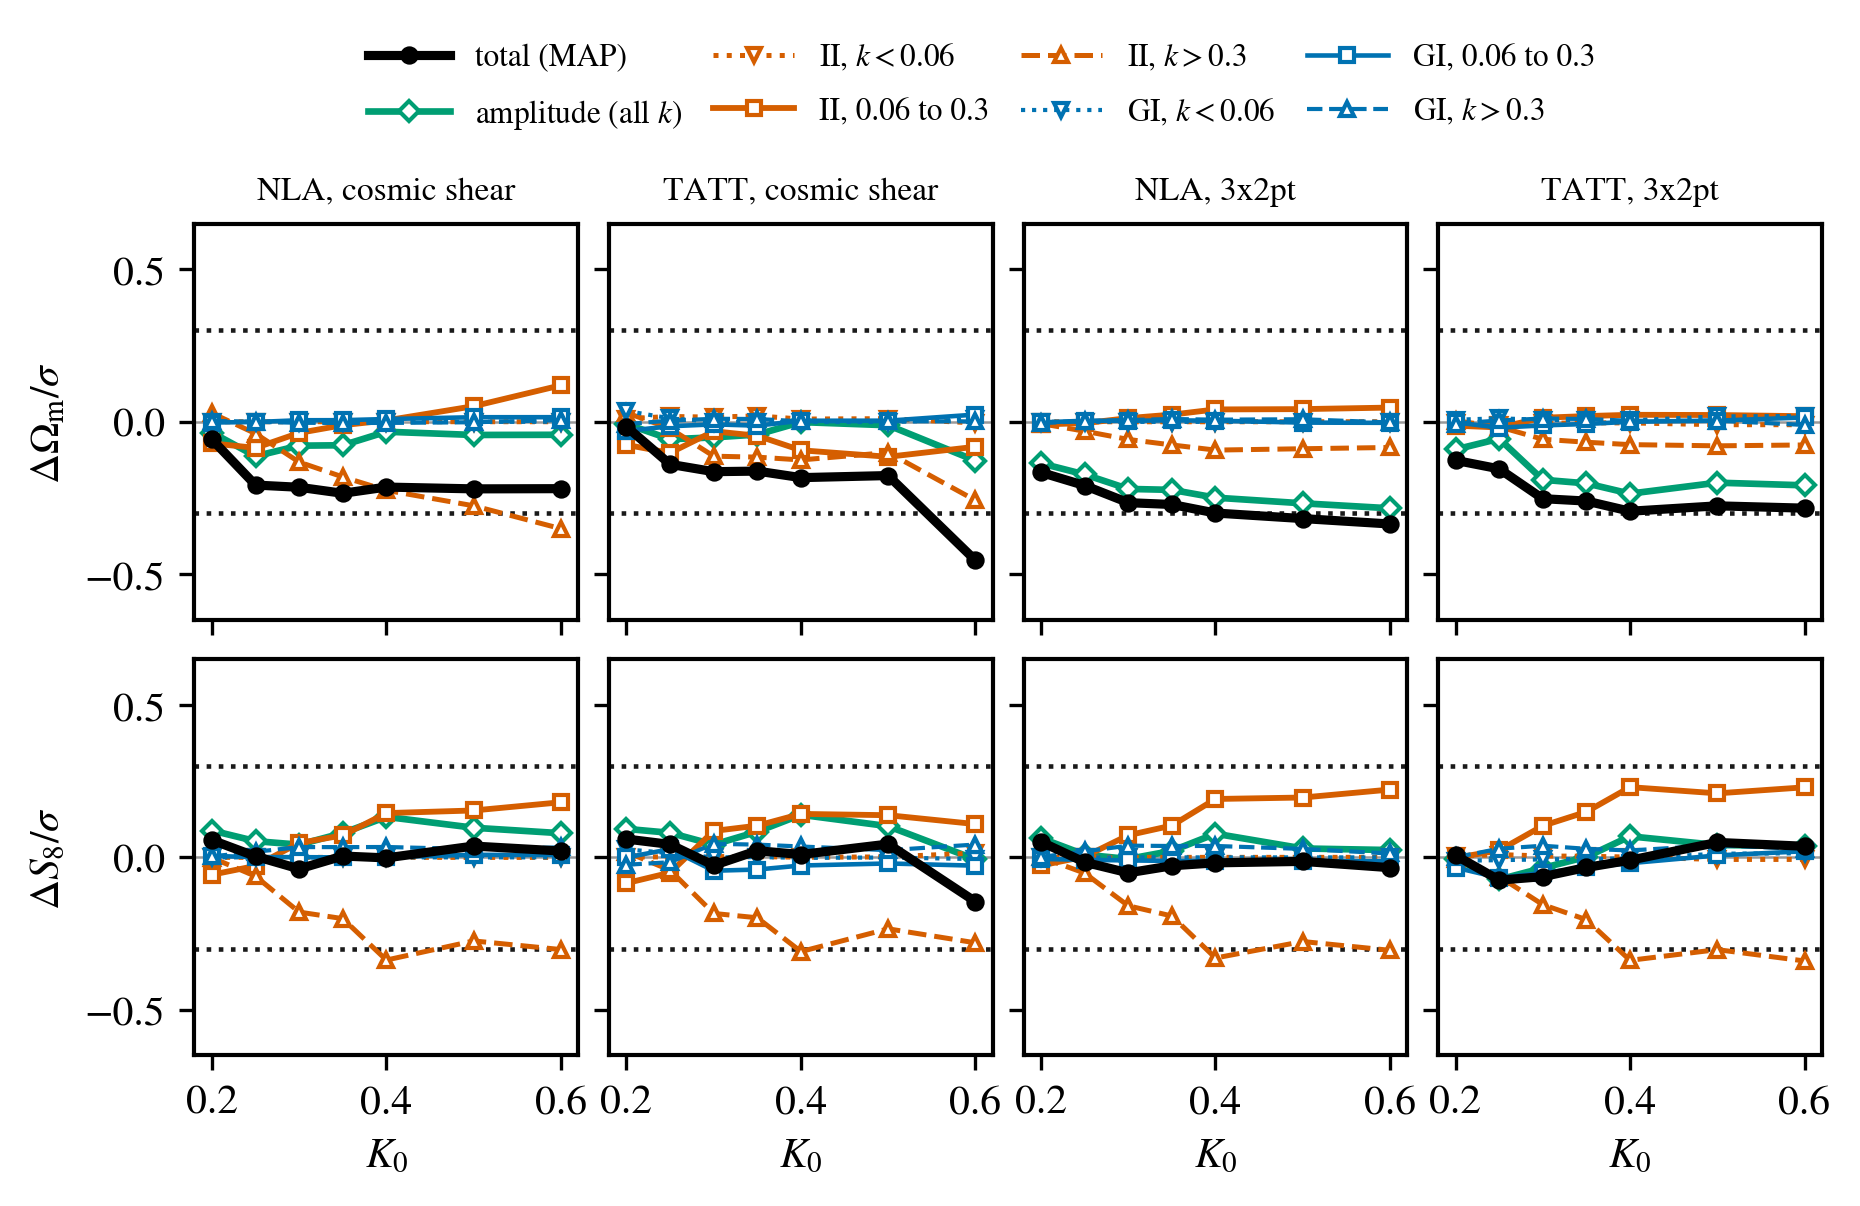 total (MAP) II, k < 0.06 II, k > 0.3 GI, 0.06 to 0.3
amplitude (all k) II, 0.06 to 0.3 GI, k < 0.06 GI, k > 0.3
NLA, cosmic shear TATT, cosmic shear NLA, 3x2pt TATT, 3x2pt
ΔΩm/σ
0.5
0.0
−0.5
ΔS8/σ
0.5
0.0
−0.5
0.2 0.4 0.6 0.2 0.4 0.6 0.2 0.4 0.6 0.2 0.4 0.6
K0 K0 K0 K0